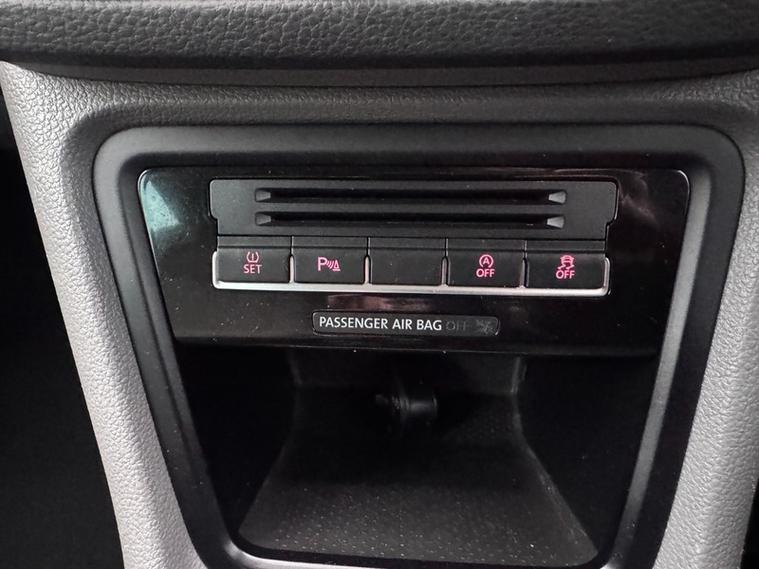 SET
P
A
OFF
OFF
PASSENGER AIR BAG OFF